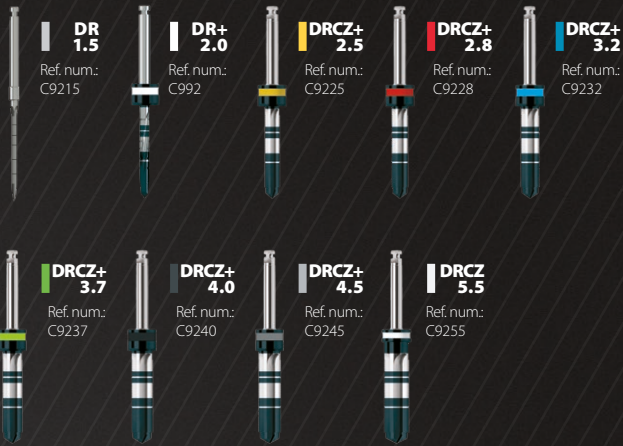 DR
1.5
Ref. num.:
C9215
DR+
2.0
Ref. num.:
C992
DRCZ+
2.5
Ref. num.:
C9225
DRCZ+
2.8
Ref. num.:
C9228
DRCZ+
3.2
Ref. num.:
C9232
DRCZ+
3.7
Ref. num.:
C9237
DRCZ+
4.0
Ref. num.:
C9240
DRCZ+
4.5
Ref. num.:
C9245
DRCZ
5.5
Ref. num.:
C9255